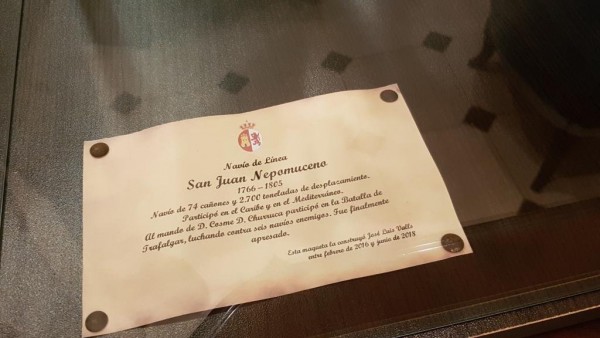 Navío de Línea
San Juan Nepomuceno
1766 – 1805
Navío de 74 cañones y 2.700 toneladas de desplazamiento.
Participó en el Caribe y en el Mediterráneo.
Al mando de D. Cosme D. Churruca participó en la Batalla de
Trafalgar, luchando contra seis navíos enemigos. Fue finalmente
apresado.
Esta maqueta la construyó José Luis Valls
entre febrero de 2016 y junio de 2018